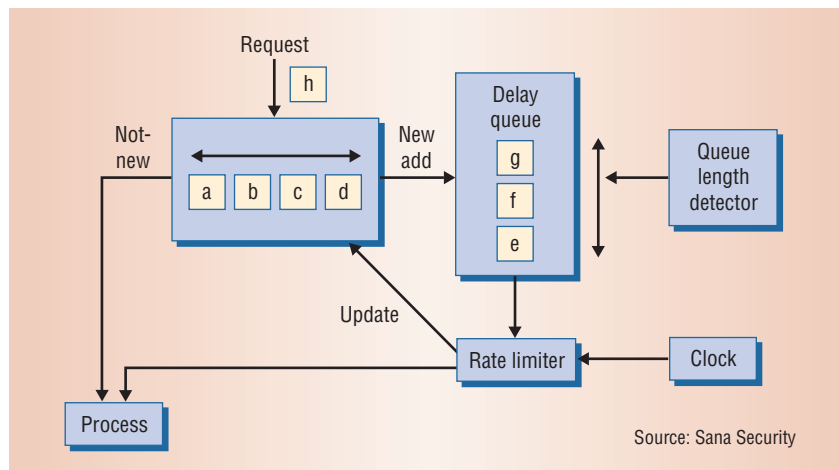 Request
h
Not-
new
a b c d
New
add
Delay
queue
g
f
e
Queue
length
detector
Update
Rate limiter
Clock
Process
Source: Sana Security